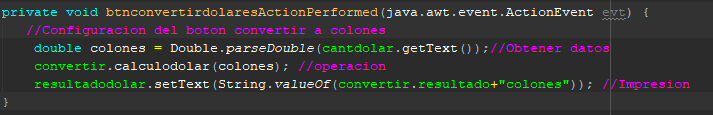 private void btnconvertirdolaresActionPerformed(java.awt.event.ActionEvent evt) {
//Configuracion del boton convertir a colones
double colones = Double.parseDouble(cantdolar.getText());//Obtener datos
convertir.calculodolar(colones); //operacion
resultadodolar.setText(String.valueOf(convertir.resultado+"colones")); //Impresion
}